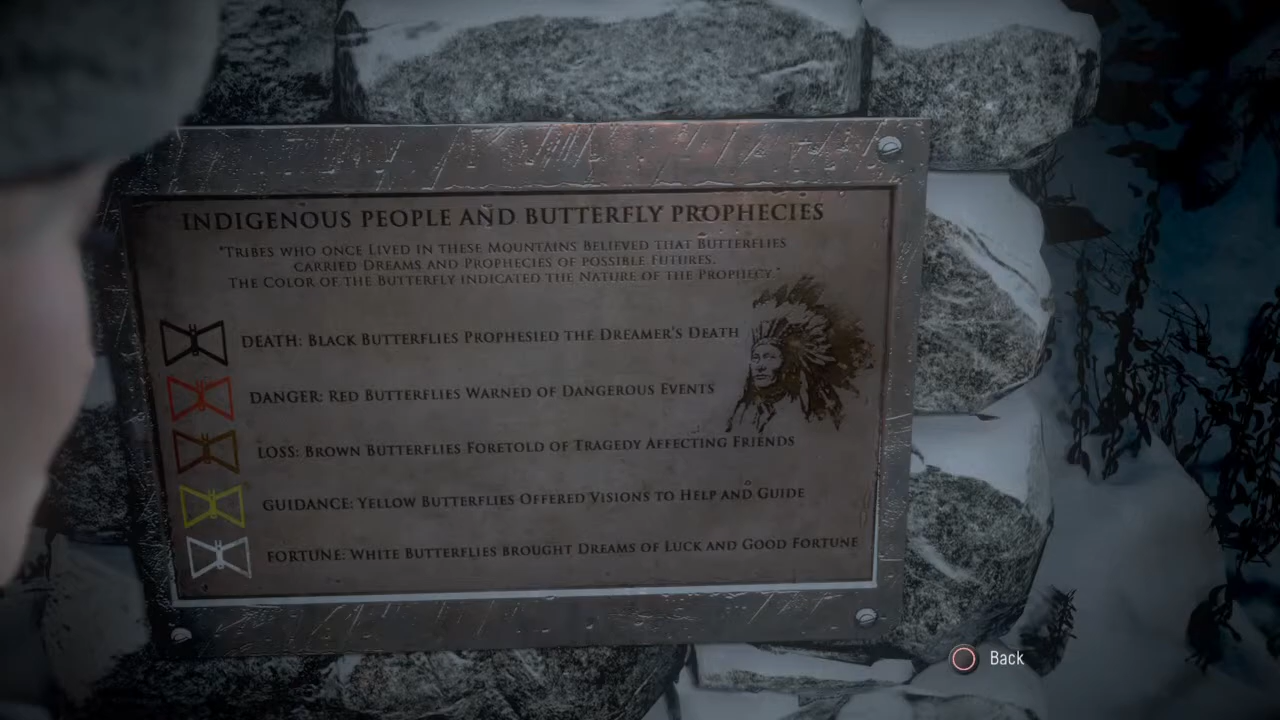 INDIGENOUS PEOPLE AND BUTTERFLY PROPHECIES
"TRIBES WHO ONCE LIVED IN THESE MOUNTAINS BELIEVED THAT BUTTERFLIES
CARRIED DREAMS AND PROPHECIES OF POSSIBLE FUTURES.
THE COLOR OF THE BUTTERFLY INDICATED THE NATURE OF THE PROPHECY."
DEATH: BLACK BUTTERFLIES PROPHESIED THE DREAMER'S DEATH
DANGER: RED BUTTERFLIES WARNED OF DANGEROUS EVENTS
LOSS: BROWN BUTTERFLIES FORETOLD OF TRAGEDY AFFECTING FRIENDS
GUIDANCE: YELLOW BUTTERFLIES OFFERED VISIONS TO HELP AND GUIDE
FORTUNE: WHITE BUTTERFLIES BROUGHT DREAMS OF LUCK AND GOOD FORTUNE
Back